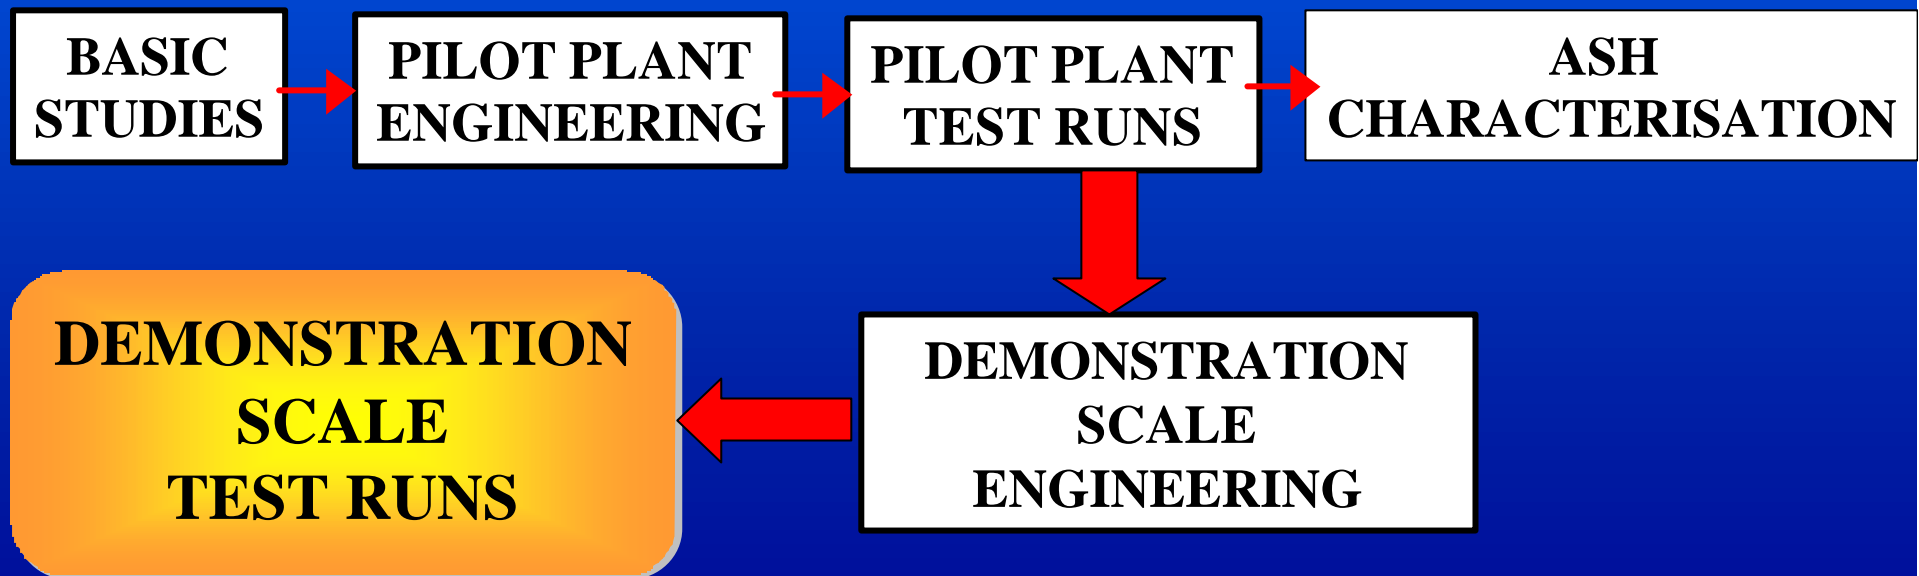 BASIC
STUDIES
PILOT PLANT
ENGINEERING
PILOT PLANT
TEST RUNS
ASH
CHARACTERISATION
DEMONSTRATION
SCALE
ENGINEERING
DEMONSTRATION
SCALE
TEST RUNS